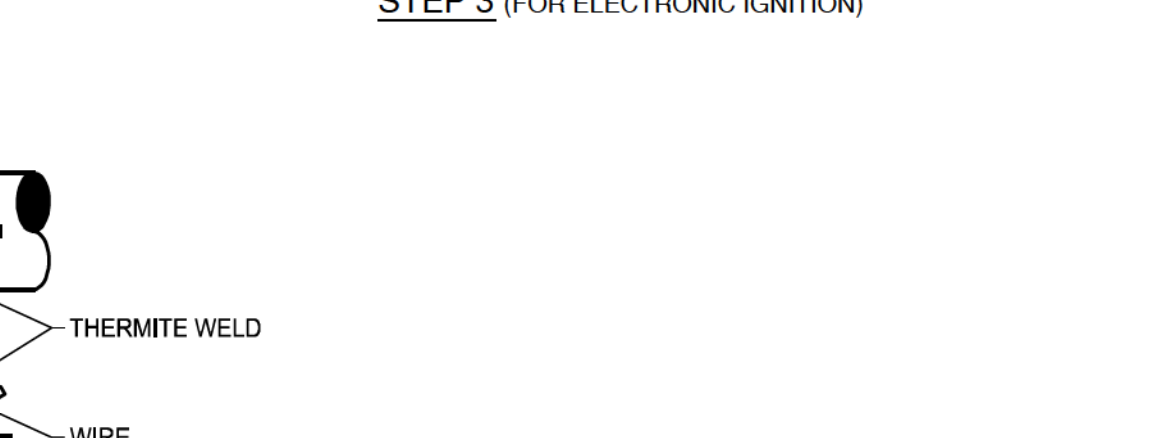 STEP 3 (FOR ELECTRONIC IGNITION)
THERMITE WELD
WIRE